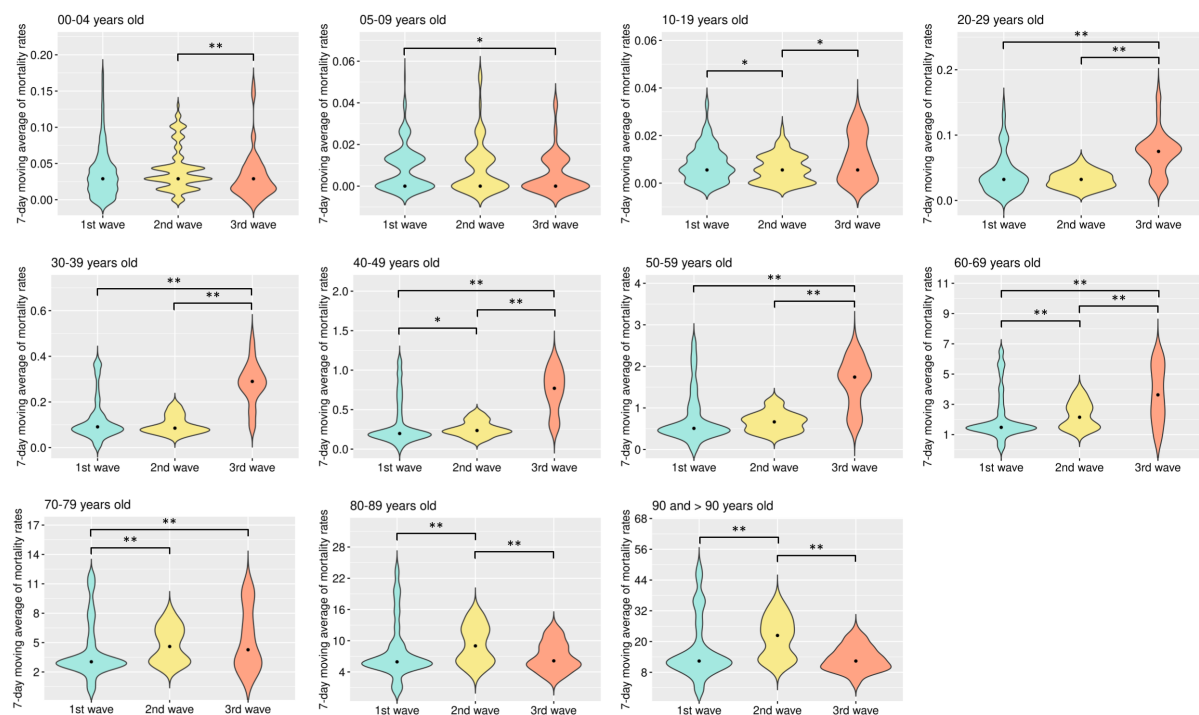 00-04 years old
7-day moving average of mortality rates
0.20
0.15
0.10
0.05
0.00
**
1st wave 2nd wave 3rd wave
05-09 years old
7-day moving average of mortality rates
0.06
0.04
0.02
0.00
*
1st wave 2nd wave 3rd wave
10-19 years old
7-day moving average of mortality rates
0.06
0.04
0.02
0.00
*
*
1st wave 2nd wave 3rd wave
20-29 years old
7-day moving average of mortality rates
0.2
0.1
0.0
**
**
1st wave 2nd wave 3rd wave
30-39 years old
7-day moving average of mortality rates
0.6
0.4
0.2
0.0
**
**
1st wave 2nd wave 3rd wave
40-49 years old
7-day moving average of mortality rates
2.0
1.5
1.0
0.5
0.0
**
**
*
1st wave 2nd wave 3rd wave
50-59 years old
7-day moving average of mortality rates
4
3
2
1
0
**
**
1st wave 2nd wave 3rd wave
60-69 years old
7-day moving average of mortality rates
11
9
7
5
3
1
**
**
**
1st wave 2nd wave 3rd wave
70-79 years old
7-day moving average of mortality rates
17
14
11
8
5
2
**
**
1st wave 2nd wave 3rd wave
80-89 years old
7-day moving average of mortality rates
28
22
16
10
4
**
**
1st wave 2nd wave 3rd wave
90 and > 90 years old
7-day moving average of mortality rates
68
56
44
32
20
8
**
**
1st wave 2nd wave 3rd wave